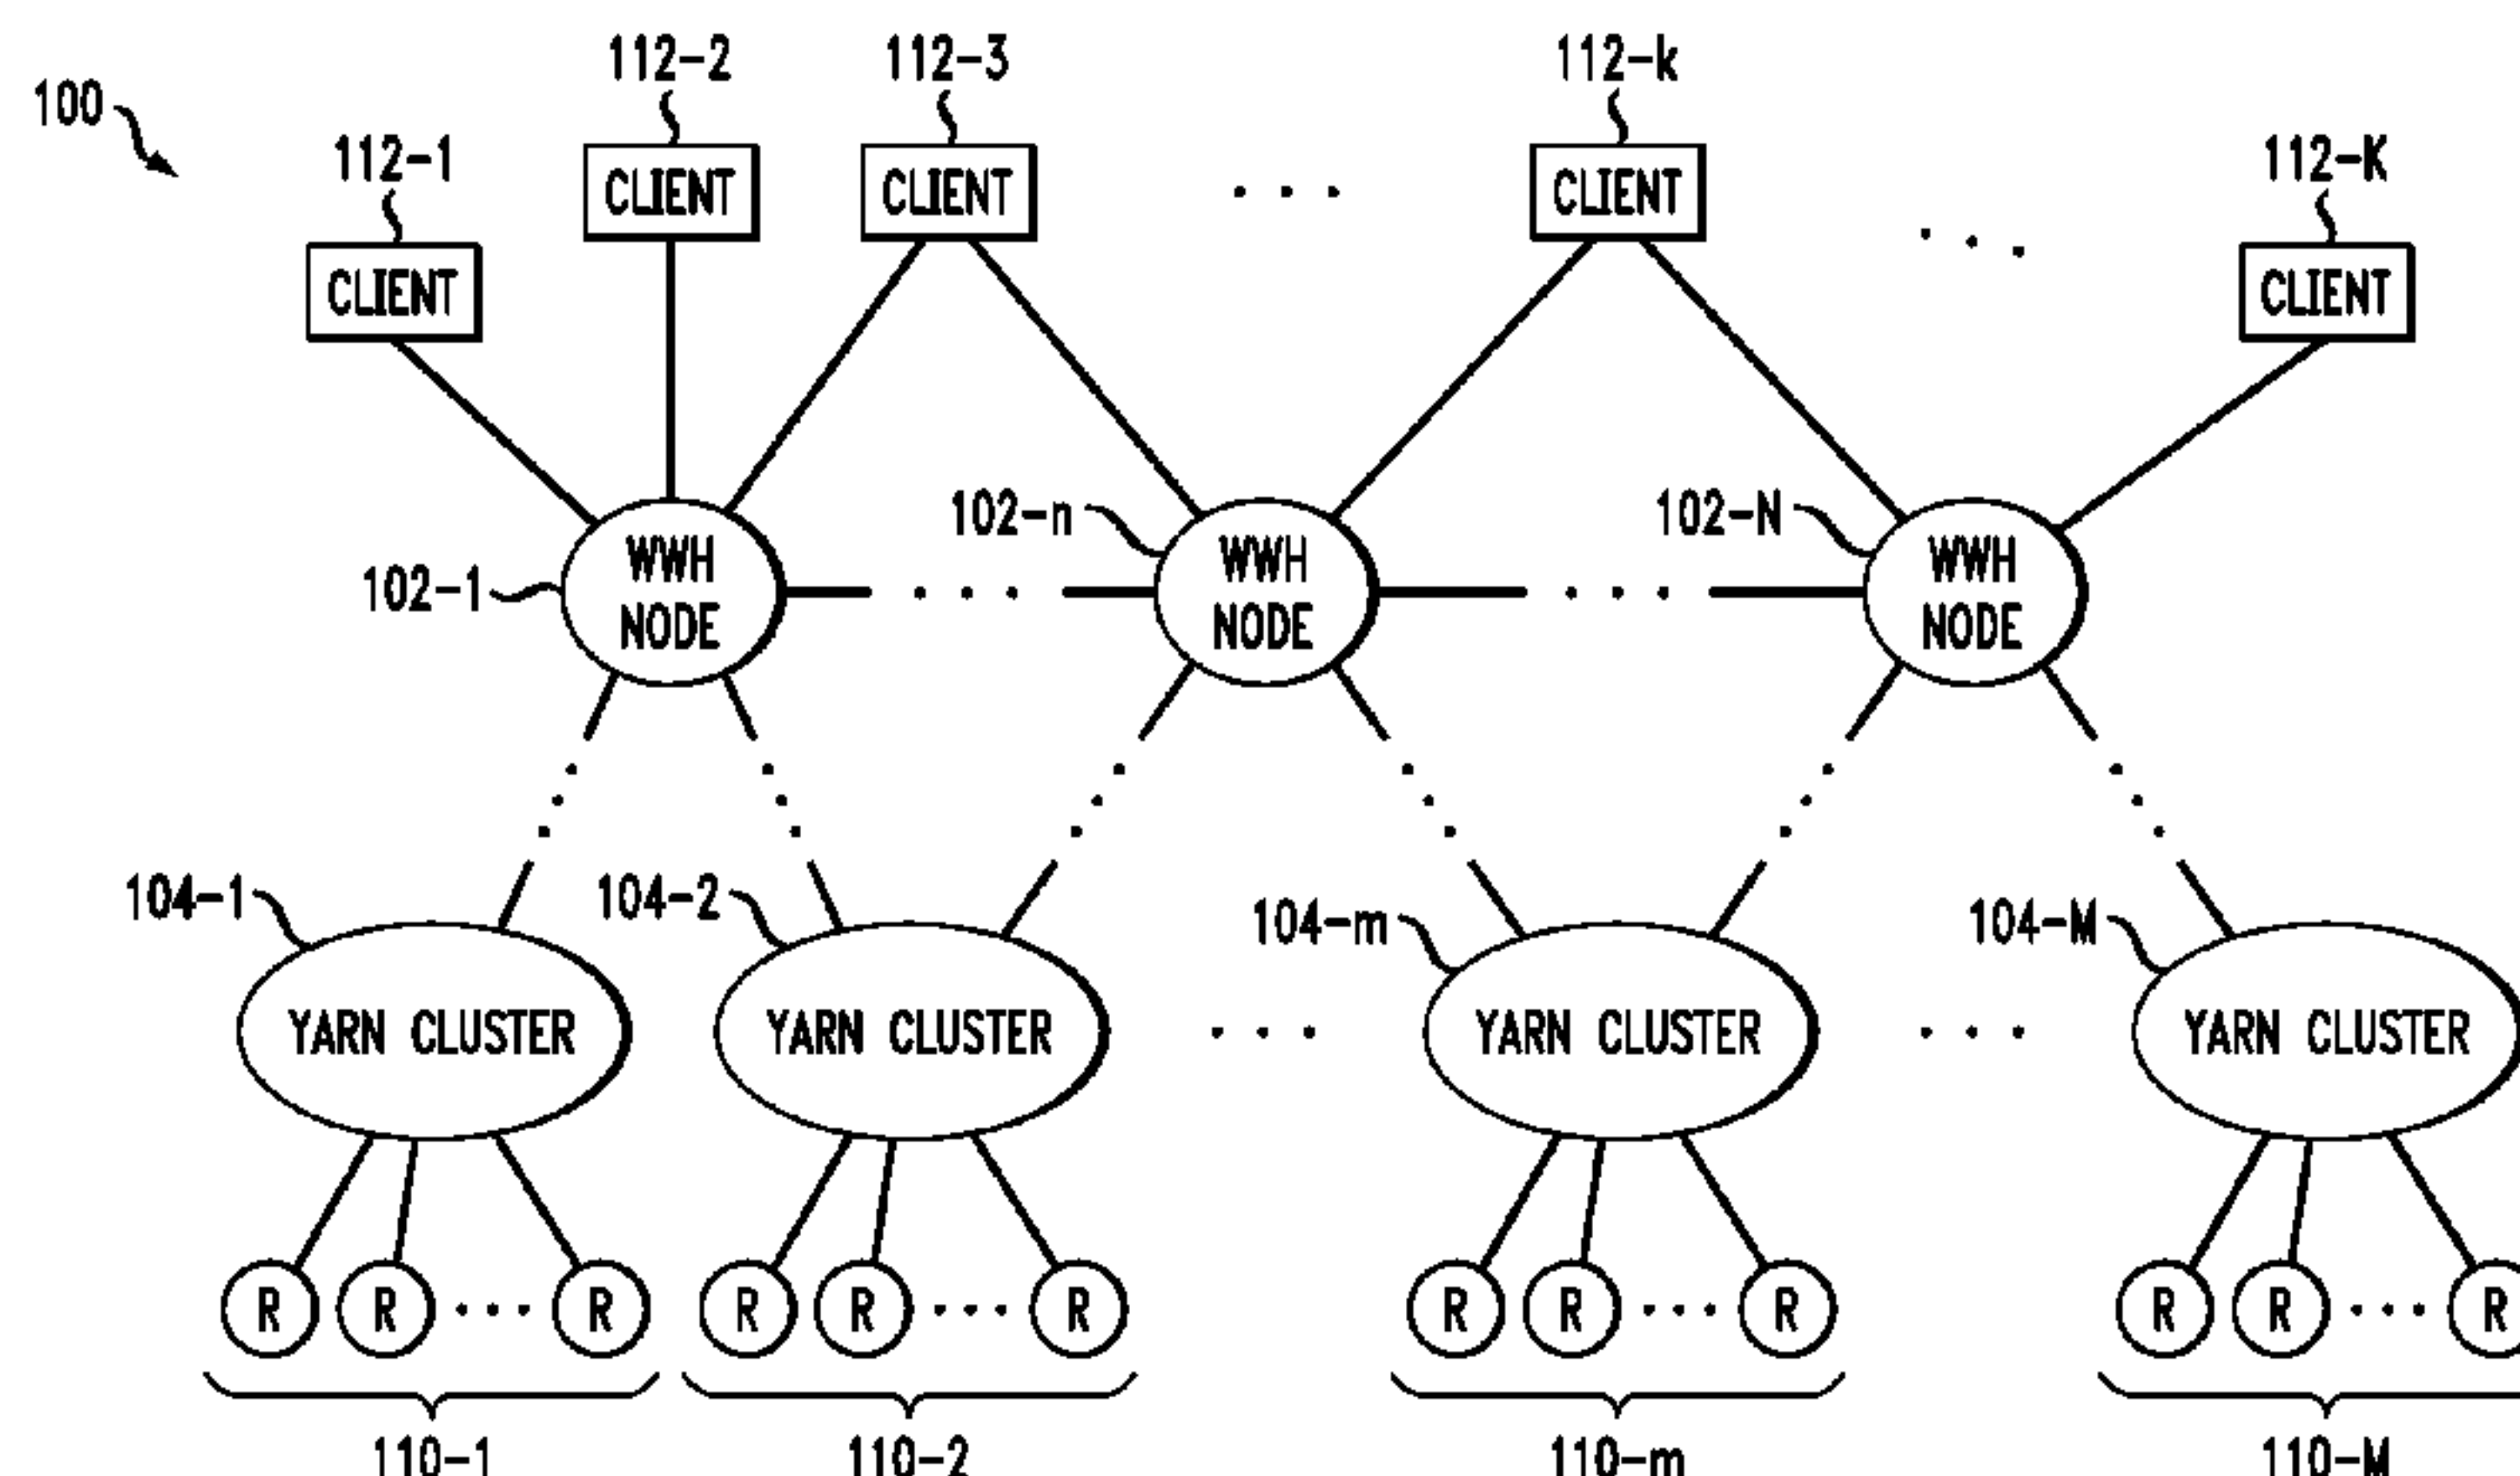 112-2 112-3 112-k
100
112-1 112-K
CLIENT CLIENT CLIENT
CLIENT CLIENT
102-n 102-N
WWH WWH WWH
102-1
NODE NODE NODE
104-1 104-2 104-m 104-M
YARN CLUSTER YARN CLUSTER YARN CLUSTER YARN CLUSTER
R R ... R R R ... R R R ... R R R ... R
110-1 110-2 110-m 110-M